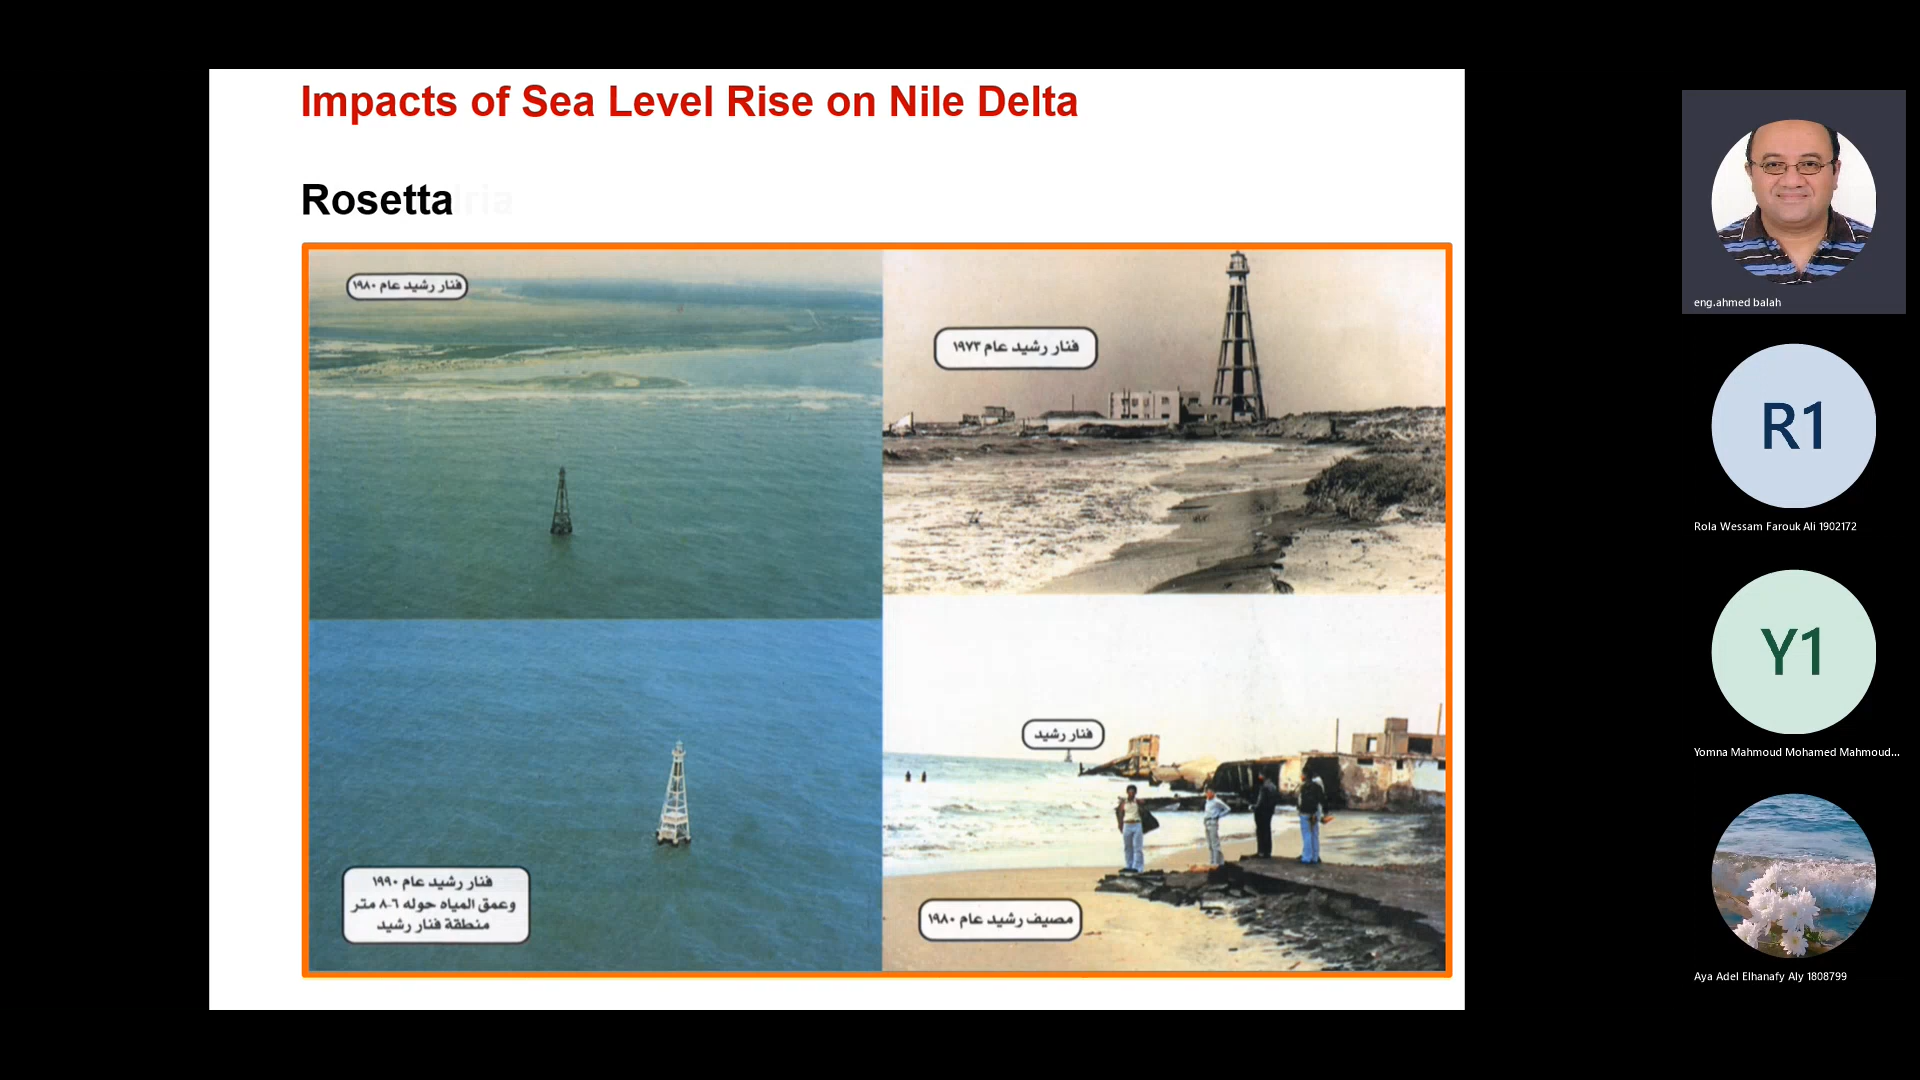 Impacts of Sea Level Rise on Nile Delta
Rosetta
فنار رشيد عام ١٩٨٠
فنار رشيد عام ١٩٧٣
فنار رشيد
فنار رشيد عام ١٩٩٠
وعمق المياه حوله ٦-٨ متر
منطقة فنار رشيد
مصيف رشيد عام ١٩٨٠
eng.ahmed balah
R1
Rola Wessam Farouk Ali 1902172
Y1
Yomna Mahmoud Mohamed Mahmoud...
Aya Adel Elhanafy Aly 1808799